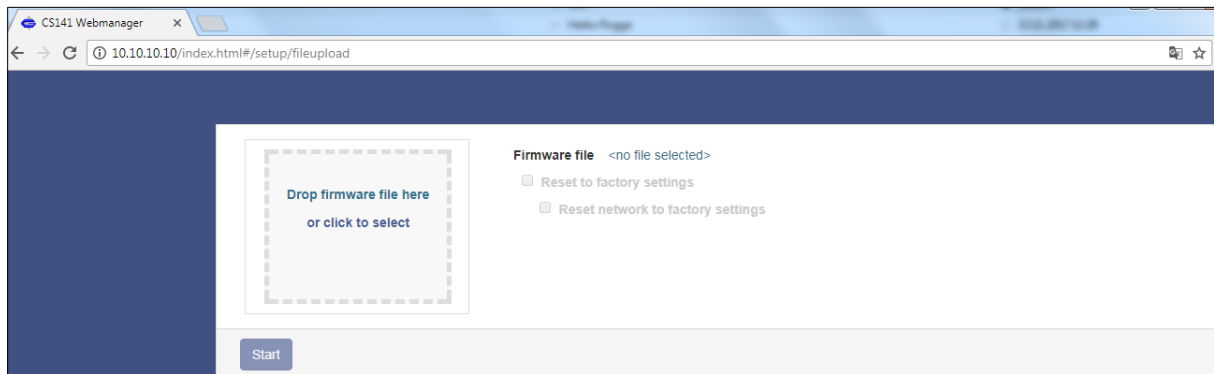 CS141 Webmanager
10.10.10.10/index.html#/setup/fileupload
Drop firmware file here
or click to select
Firmware file <no file selected>
Reset to factory settings
Reset network to factory settings
Start